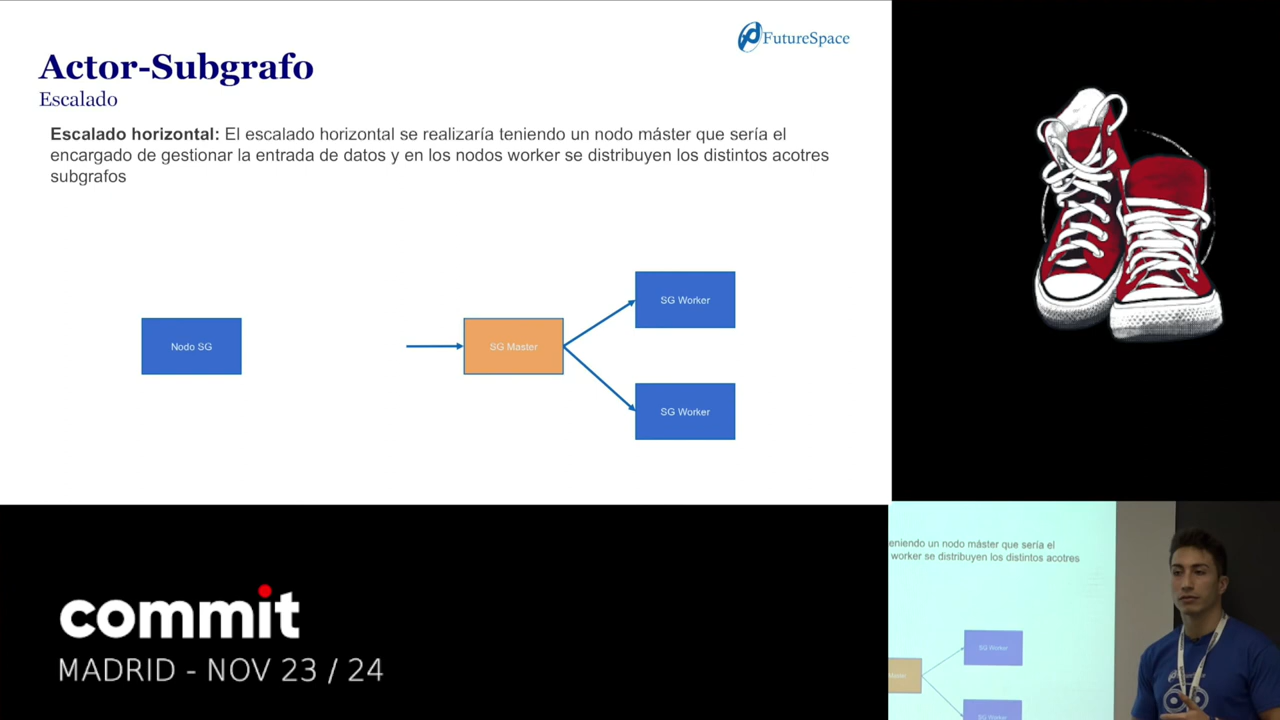 FutureSpace
Actor-Subgrafo
Escalado
Escalado horizontal: El escalado horizontal se realizaría teniendo un nodo máster que sería el
encargado de gestionar la entrada de datos y en los nodos worker se distribuyen los distintos acotres
subgrafos
Nodo SG
SG Master
SG Worker
SG Worker
commit
MADRID - NOV 23 / 24
eniendo un nodo máster que sería el
worker se distribuyen los distintos acotres
SG Worker
SG Worker